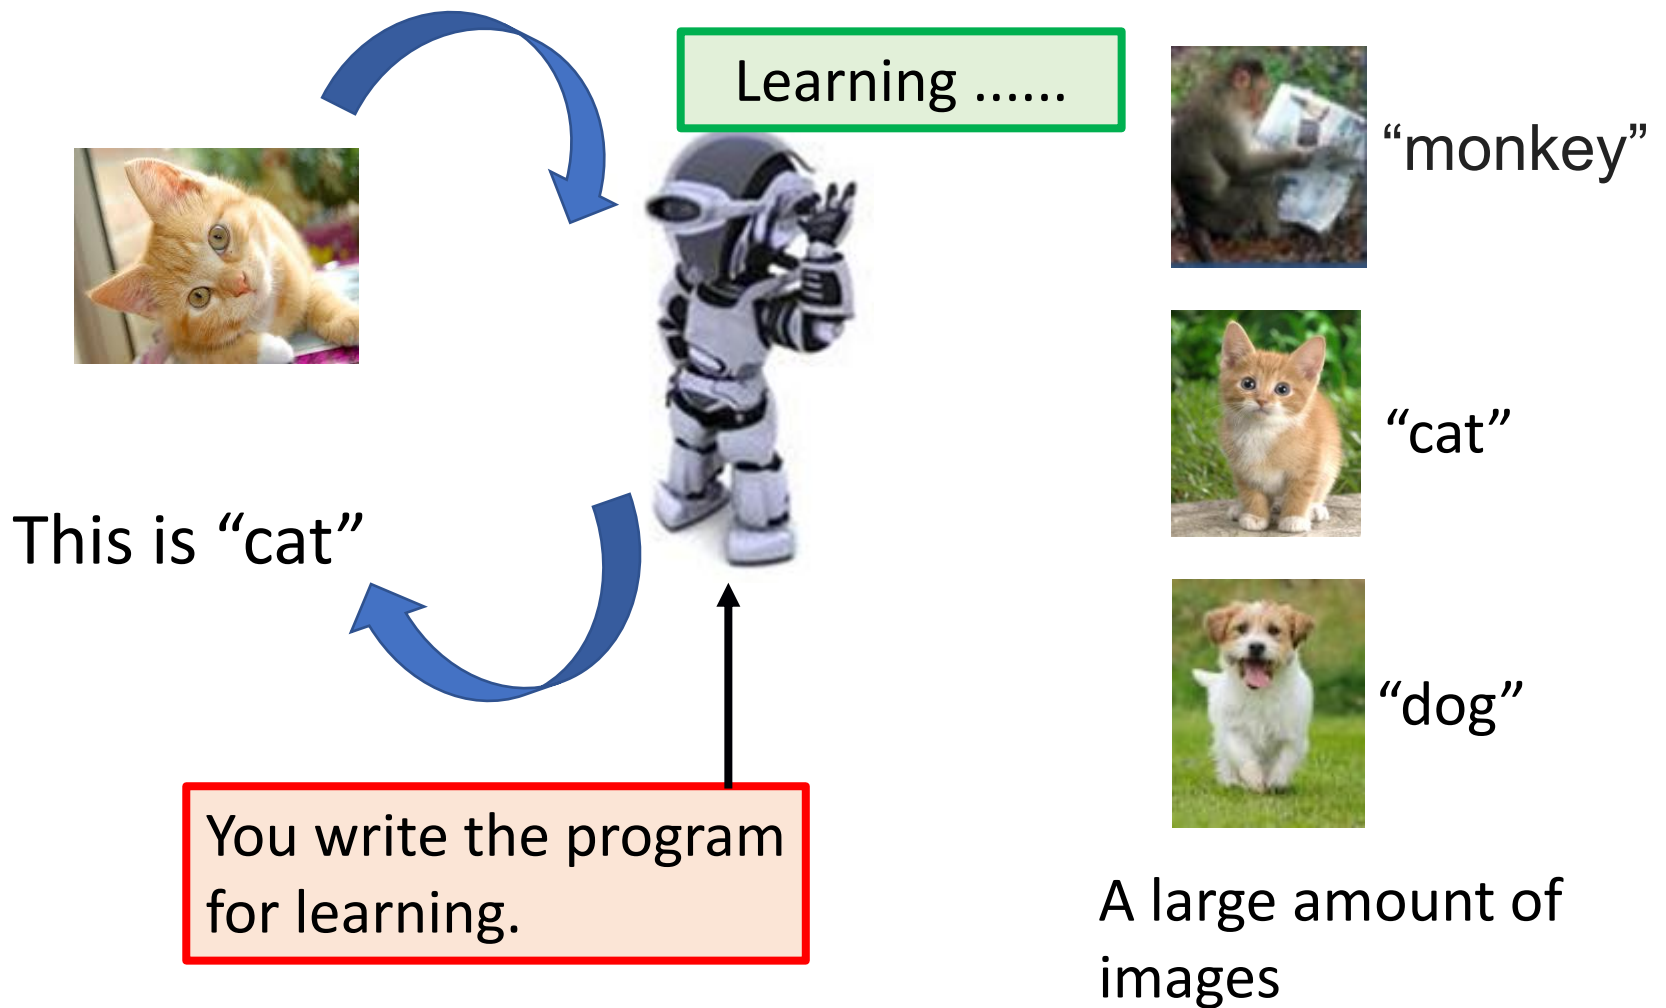 Learning ......
“monkey”
“cat”
This is “cat”
“dog”
You write the program
for learning.
A large amount of
images